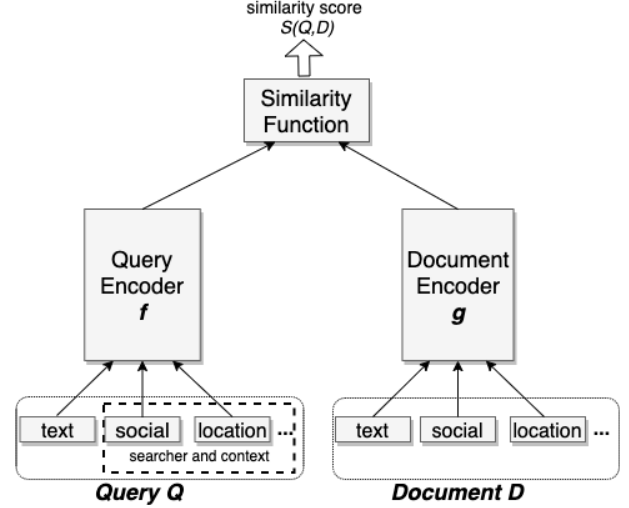 similarity score
S(Q,D)
Similarity
Function
Query
Encoder
f
Document
Encoder
g
text
social
location
...
searcher and context
Query Q
text
social
location
...
Document D